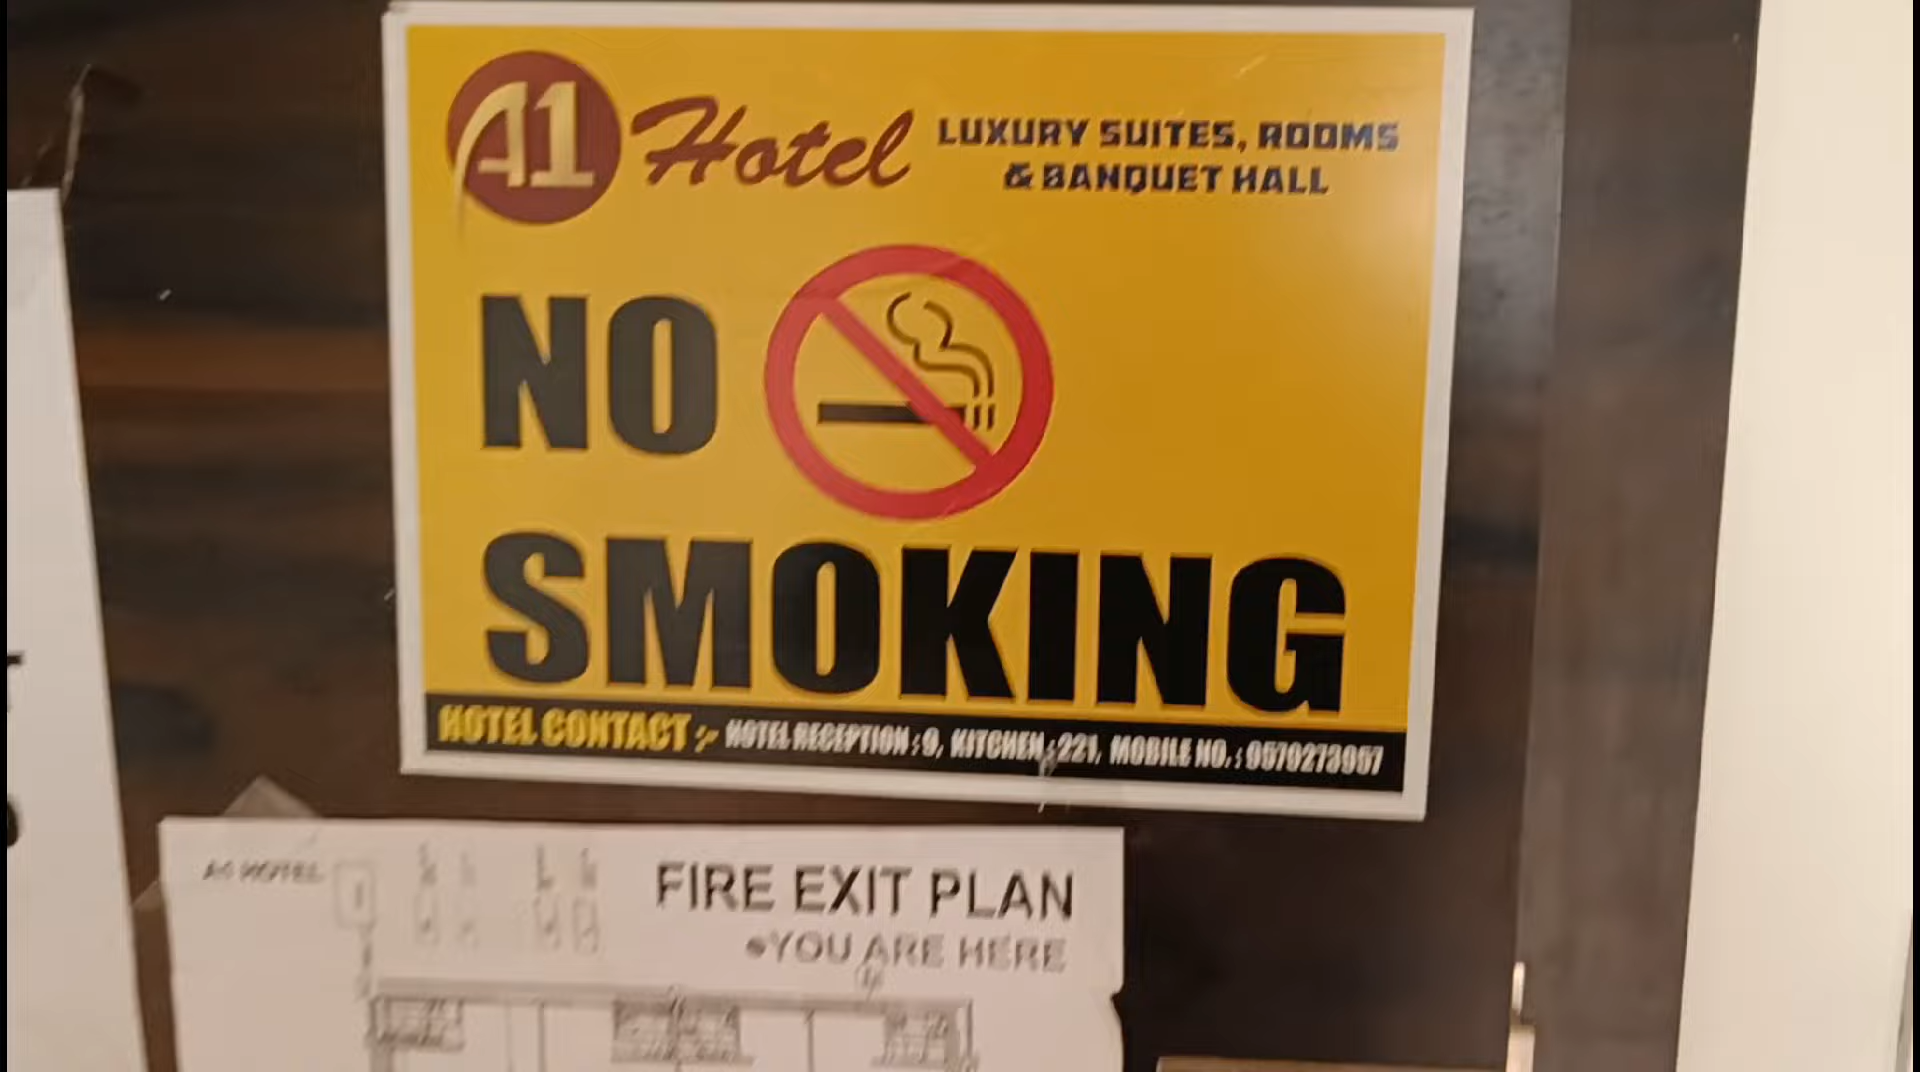 A1 Hotel
LUXURY SUITES, ROOMS
& BANQUET HALL
NO
SMOKING
HOTEL CONTACT :- HOTEL RECEPTION : 9, KITCHEN : 221, MOBILE NO. : 9579273957
A1 HOTEL
FIRE EXIT PLAN
•YOU ARE HERE